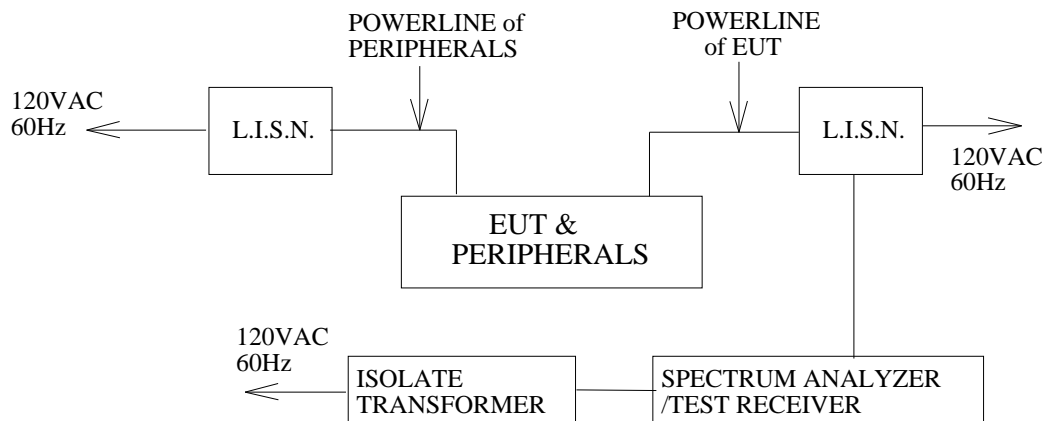 POWERLINE of
PERIPHERALS
POWERLINE
of EUT
120VAC
60Hz
L.I.S.N.
L.I.S.N.
120VAC
60Hz
EUT &
PERIPHERALS
120VAC
60Hz
ISOLATE
TRANSFORMER
SPECTRUM ANALYZER
/TEST RECEIVER